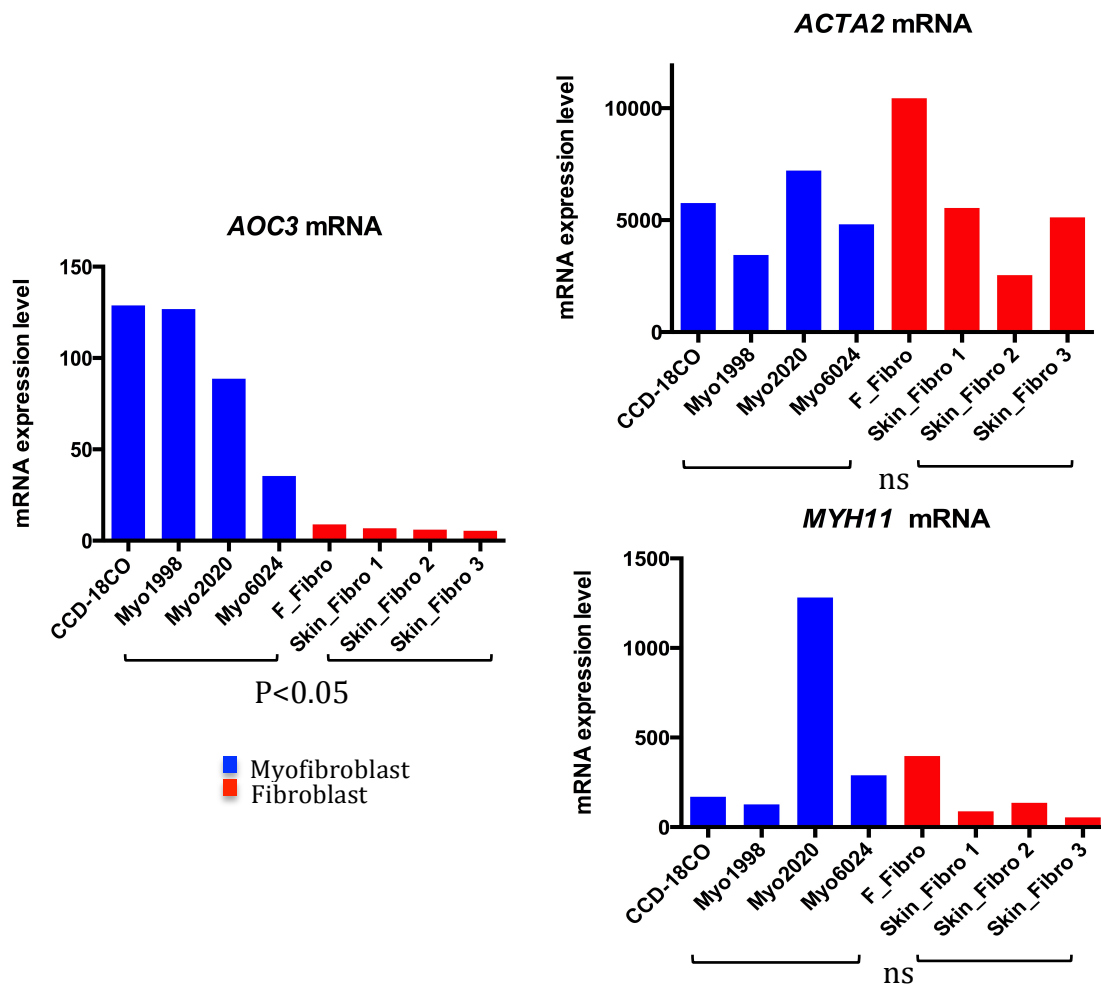 ACTA2 mRNA
mRNA expression level
10000
5000
0
CCD-18CO
Myo1998
Myo2020
Myo6024
F_Fibro
Skin_Fibro 1
Skin_Fibro 2
Skin_Fibro 3
ns
AOC3 mRNA
mRNA expression level
150
100
50
0
CCD-18CO
Myo1998
Myo2020
Myo6024
F_Fibro
Skin_Fibro 1
Skin_Fibro 2
Skin_Fibro 3
P<0.05
Myofibroblast
Fibroblast
MYH11 mRNA
mRNA expression level
1500
1000
500
0
CCD-18CO
Myo1998
Myo2020
Myo6024
F_Fibro
Skin_Fibro 1
Skin_Fibro 2
Skin_Fibro 3
ns